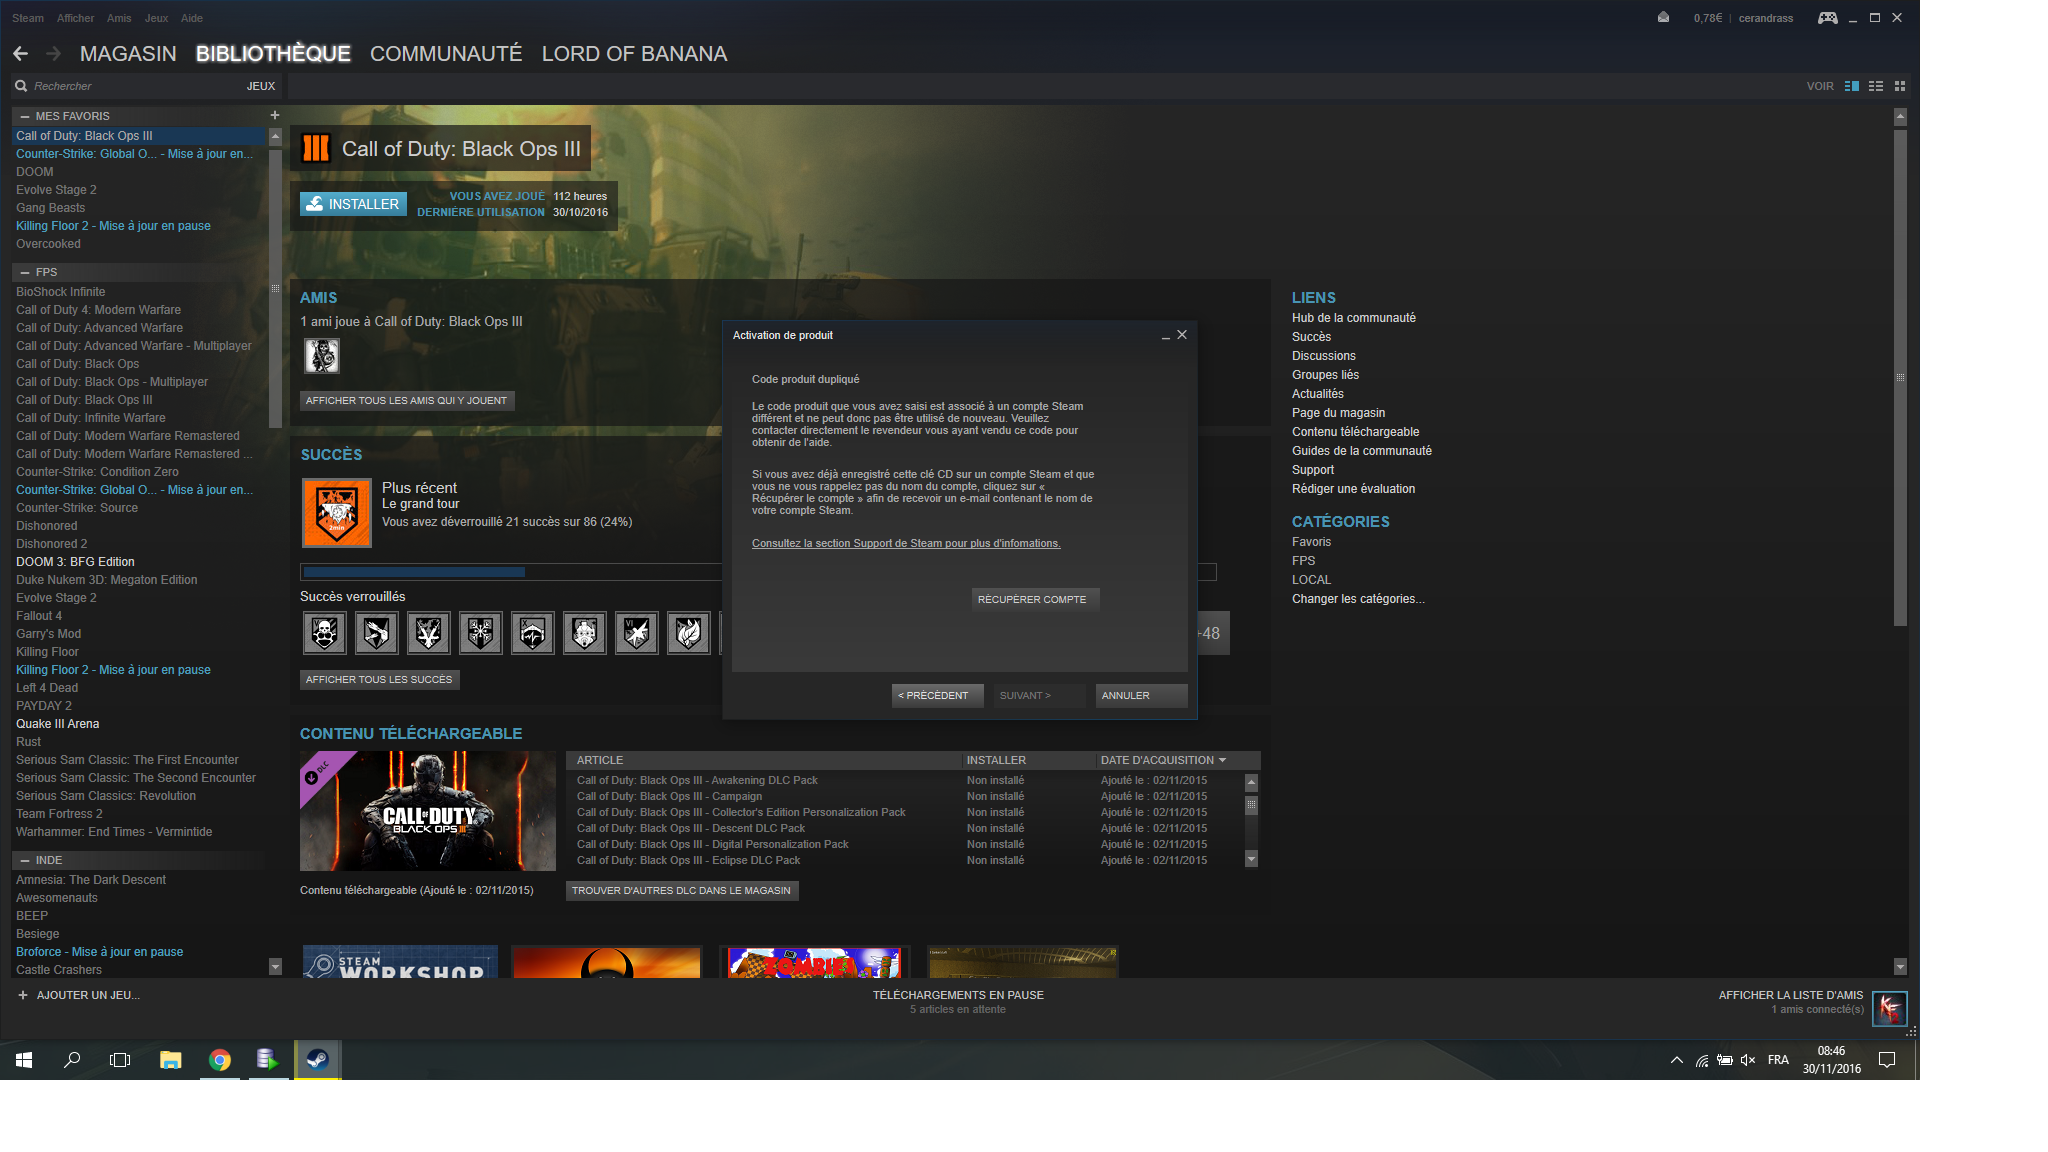 Steam Afficher Amis Jeux Aide
0,78€ | cerandrass
MAGASIN BIBLIOTHÈQUE COMMUNAUTÉ LORD OF BANANA
Rechercher JEUX
VOIR
— MES FAVORIS +
Call of Duty: Black Ops III
Counter-Strike: Global O... - Mise à jour en...
DOOM
Evolve Stage 2
Gang Beasts
Killing Floor 2 - Mise à jour en pause
Overcooked
— FPS
BioShock Infinite
Call of Duty 4: Modern Warfare
Call of Duty: Advanced Warfare
Call of Duty: Advanced Warfare - Multiplayer
Call of Duty: Black Ops
Call of Duty: Black Ops - Multiplayer
Call of Duty: Black Ops III
Call of Duty: Infinite Warfare
Call of Duty: Modern Warfare Remastered
Call of Duty: Modern Warfare Remastered ...
Counter-Strike: Condition Zero
Counter-Strike: Global O... - Mise à jour en...
Counter-Strike: Source
Dishonored
Dishonored 2
DOOM 3: BFG Edition
Duke Nukem 3D: Megaton Edition
Evolve Stage 2
Fallout 4
Garry's Mod
Killing Floor
Killing Floor 2 - Mise à jour en pause
Left 4 Dead
PAYDAY 2
Quake III Arena
Rust
Serious Sam Classic: The First Encounter
Serious Sam Classic: The Second Encounter
Serious Sam Classics: Revolution
Team Fortress 2
Warhammer: End Times - Vermintide
— INDE
Amnesia: The Dark Descent
Awesomenauts
BEEP
Besiege
Broforce - Mise à jour en pause
Castle Crashers
+ AJOUTER UN JEU...
III Call of Duty: Black Ops III
INSTALLER
VOUS AVEZ JOUÉ 112 heures
DERNIÈRE UTILISATION 30/10/2016
AMIS
1 ami joue à Call of Duty: Black Ops III
AFFICHER TOUS LES AMIS QUI Y JOUENT
SUCCÈS
2min
Plus récent
Le grand tour
Vous avez déverrouillé 21 succès sur 86 (24%)
Succès verrouillés
+48
AFFICHER TOUS LES SUCCÈS
CONTENU TÉLÉCHARGEABLE
DLC
CALL OF DUTY
BLACK OPS III
Contenu téléchargeable (Ajouté le : 02/11/2015)
ARTICLE INSTALLER DATE D'ACQUISITION
Call of Duty: Black Ops III - Awakening DLC Pack Non installé Ajouté le : 02/11/2015
Call of Duty: Black Ops III - Campaign Non installé Ajouté le : 02/11/2015
Call of Duty: Black Ops III - Collector's Edition Personalization Pack Non installé Ajouté le : 02/11/2015
Call of Duty: Black Ops III - Descent DLC Pack Non installé Ajouté le : 02/11/2015
Call of Duty: Black Ops III - Digital Personalization Pack Non installé Ajouté le : 02/11/2015
Call of Duty: Black Ops III - Eclipse DLC Pack Non installé Ajouté le : 02/11/2015
TROUVER D'AUTRES DLC DANS LE MAGASIN
STEAM
WORKSHOP
ZOMBIES
Activation de produit
Code produit dupliqué
Le code produit que vous avez saisi est associé à un compte Steam
différent et ne peut donc pas être utilisé de nouveau. Veuillez
contacter directement le revendeur vous ayant vendu ce code pour
obtenir de l'aide.
Si vous avez déjà enregistré cette clé CD sur un compte Steam et que
vous ne vous rappelez pas du nom du compte, cliquez sur «
Récupérer le compte » afin de recevoir un e-mail contenant le nom de
votre compte Steam.
Consultez la section Support de Steam pour plus d'infomations.
RÉCUPÉRER COMPTE
< PRÉCÉDENT SUIVANT > ANNULER
LIENS
Hub de la communauté
Succès
Discussions
Groupes liés
Actualités
Page du magasin
Contenu téléchargeable
Guides de la communauté
Support
Rédiger une évaluation
CATÉGORIES
Favoris
FPS
LOCAL
Changer les catégories...
TÉLÉCHARGEMENTS EN PAUSE
5 articles en attente
AFFICHER LA LISTE D'AMIS
1 amis connecté(s)
FRA
08:46
30/11/2016